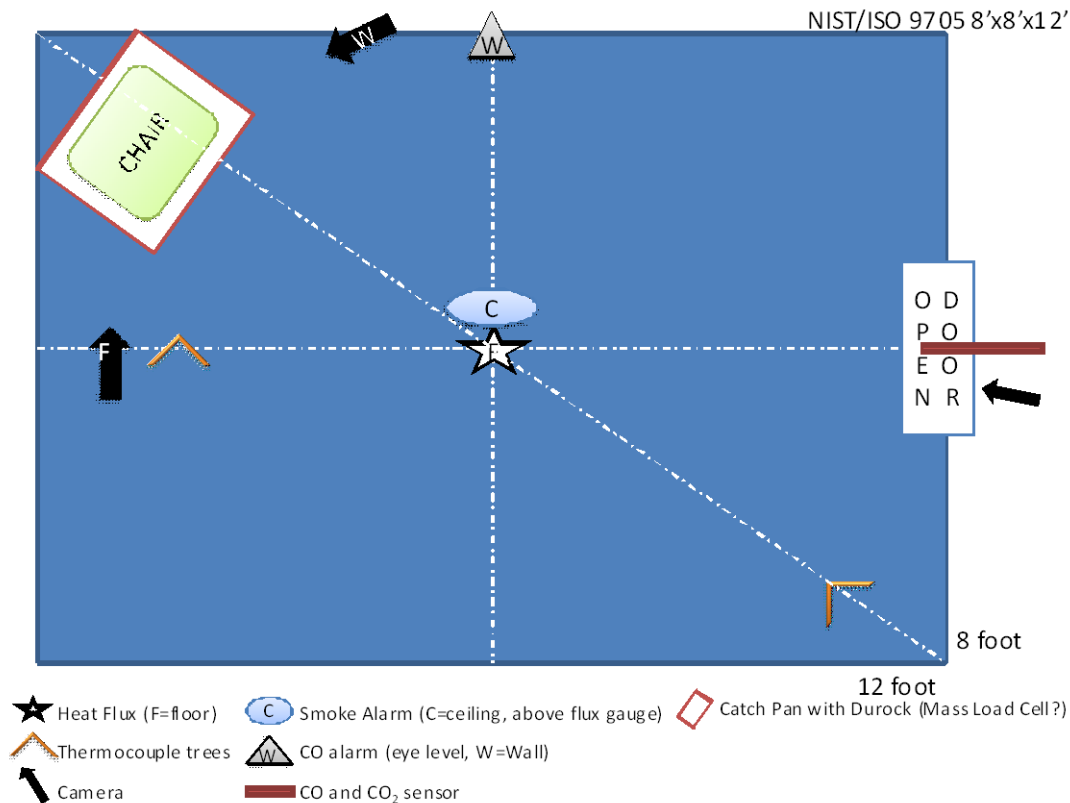 NIST/ISO 9705 8’x8’x12’
W
W
CHAIR
C
F
F
O D
P O
E O
N R
8 foot
12 foot
Heat Flux (F=floor)
C
Smoke Alarm (C=ceiling, above flux gauge)
Catch Pan with Durock (Mass Load Cell?)
Thermocouple trees
W
CO alarm (eye level, W=Wall)
Camera
CO and CO₂ sensor